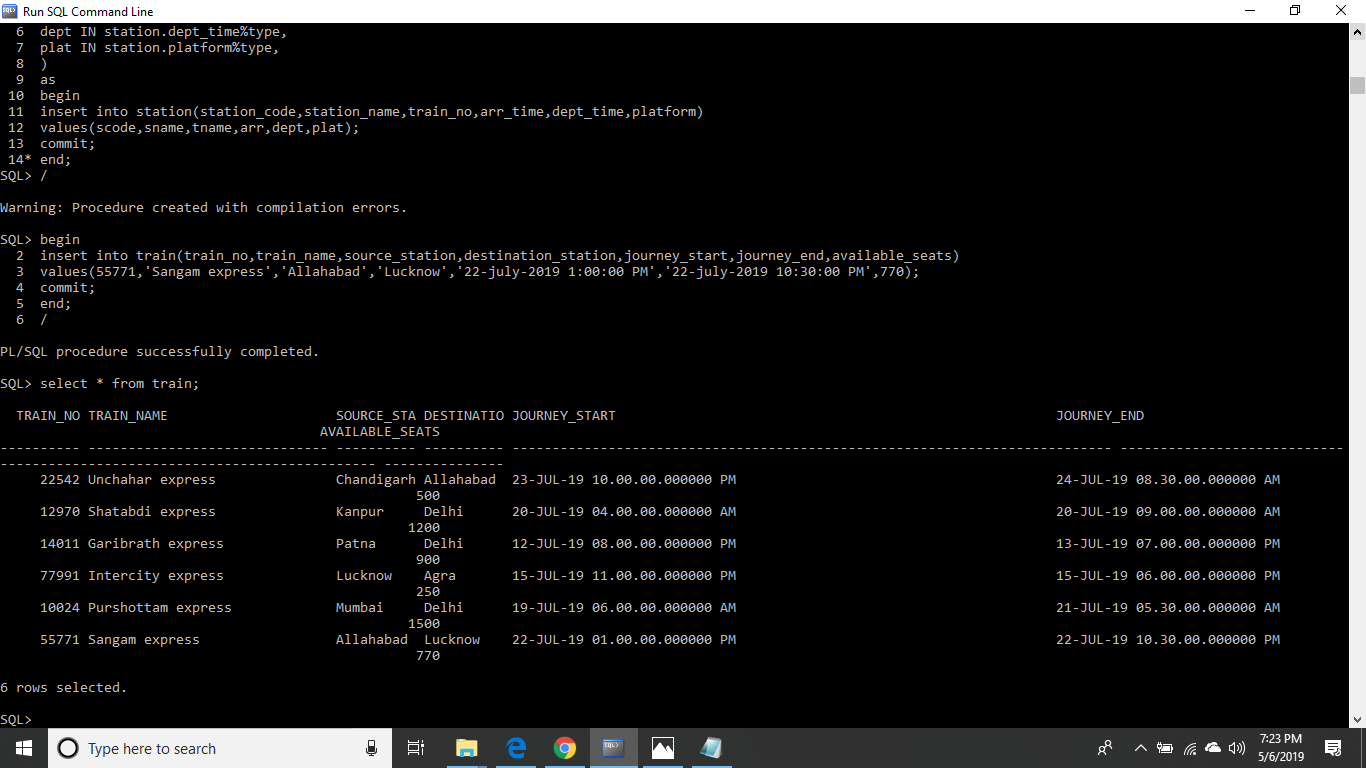 Run SQL Command Line
6 dept IN station.dept_time%type,
7 plat IN station.platform%type,
8 )
9 as
10 begin
11 insert into station(station_code,station_name,train_no,arr_time,dept_time,platform)
12 values(scode,sname,tname,arr,dept,plat);
13 commit;
14* end;
SQL> /
Warning: Procedure created with compilation errors.
SQL> begin
2 insert into train(train_no,train_name,source_station,destination_station,journey_start,journey_end,available_seats)
3 values(55771,'Sangam express','Allahabad','Lucknow','22-july-2019 1:00:00 PM','22-july-2019 10:30:00 PM',770);
4 commit;
5 end;
6 /
PL/SQL procedure successfully completed.
SQL> select * from train;
TRAIN_NO TRAIN_NAME SOURCE_STA DESTINATIO JOURNEY_START JOURNEY_END
AVAILABLE_SEATS
---------- ------------------------------ ---------- ---------- --------------------------------------------------------------------------- ----------------------------
---------------------------------------- ---------------
22542 Unchahar express Chandigarh Allahabad 23-JUL-19 10.00.00.000000 PM 24-JUL-19 08.30.00.000000 AM
500
12970 Shatabdi express Kanpur Delhi 20-JUL-19 04.00.00.000000 AM 20-JUL-19 09.00.00.000000 AM
1200
14011 Garibrath express Patna Delhi 12-JUL-19 08.00.00.000000 PM 13-JUL-19 07.00.00.000000 PM
900
77991 Intercity express Lucknow Agra 15-JUL-19 11.00.00.000000 PM 15-JUL-19 06.00.00.000000 PM
250
10024 Purshottam express Mumbai Delhi 19-JUL-19 06.00.00.000000 AM 21-JUL-19 05.30.00.000000 AM
1500
55771 Sangam express Allahabad Lucknow 22-JUL-19 01.00.00.000000 PM 22-JUL-19 10.30.00.000000 PM
770
6 rows selected.
SQL>
Type here to search
7:23 PM
5/6/2019